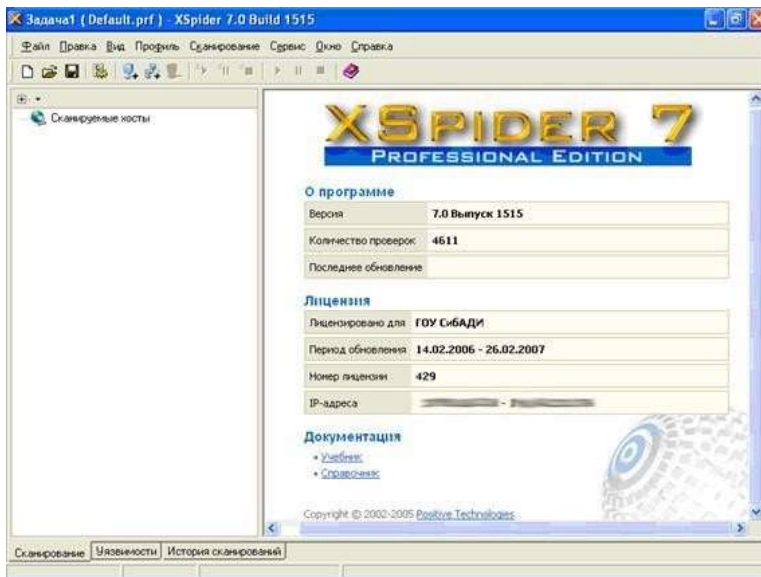 Задача1 ( Default.prf ) - XSpider 7.0 Build 1515
Файл Правка Вид Профиль Сканирование Сервис Окно Справка
Сканируемые хосты
XSPIDER 7
PROFESSIONAL EDITION
О программе
Версия 7.0 Выпуск 1515
Количество проверок 4611
Последнее обновление
Лицензия
Лицензировано для ГОУ СибАДИ
Период обновления 14.02.2006 - 26.02.2007
Номер лицензии 429
IP-адреса -
Документация
• Учебник
• Справочник
Copyright © 2002-2005 Positive Technologies
Сканирование Уязвимости История сканирований